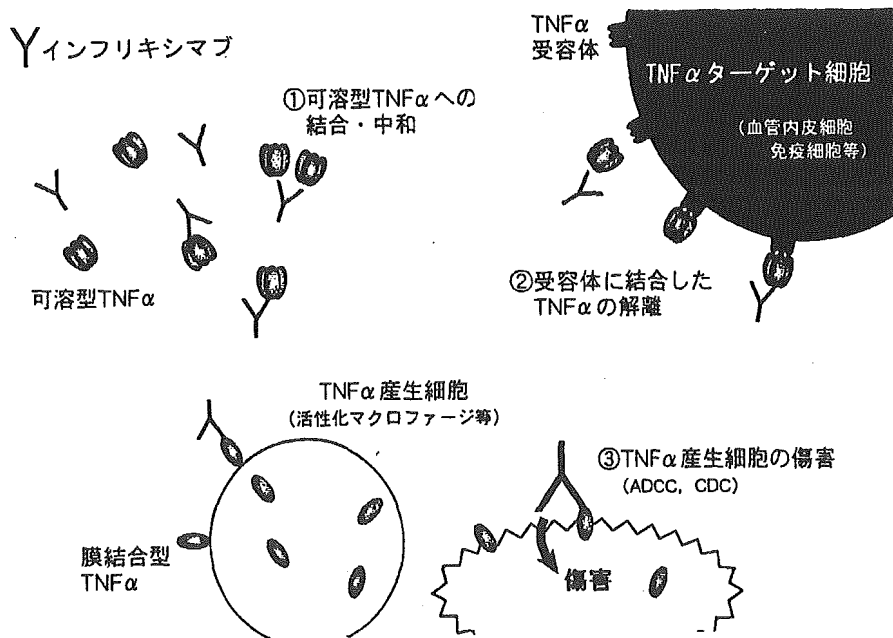 Yインフリキシマブ
①可溶型TNFαへの
結合・中和
可溶型TNFα
TNFα
受容体
TNFαターゲット細胞
(血管内皮細胞
免疫細胞等)
②受容体に結合した
TNFαの解離
TNFα産生細胞
(活性化マクロファージ等)
膜結合型
TNFα
③TNFα産生細胞の傷害
(ADCC, CDC)
傷害